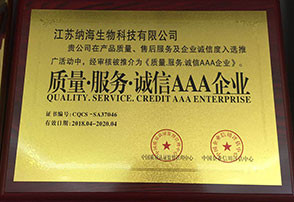 江苏纳海生物科技有限公司
贵公司在产品质量、售后服务及企业诚信度入选推
广活动中，经审核被推介为《质量.服务.诚信AAA企业》。
质量·服务·诚信AAA企业
QUALITY. SERVICE. CREDIT AAA ENTERPRISE
证书编号: CQCS-SA37046
有效日期: 2018.04-2020.04